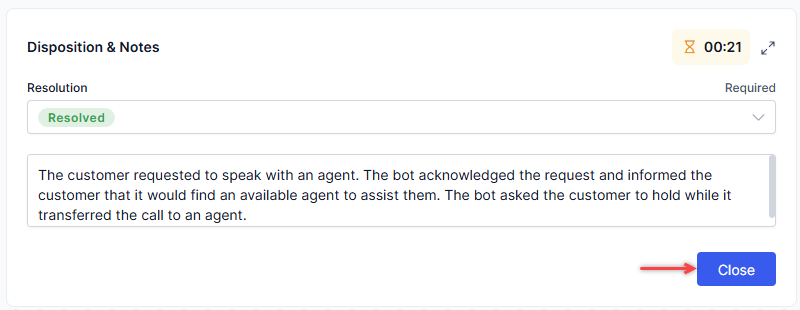 Disposition & Notes
00:21
Resolution
Required
Resolved
The customer requested to speak with an agent. The bot acknowledged the request and informed the
customer that it would find an available agent to assist them. The bot asked the customer to hold while it
transferred the call to an agent.
Close